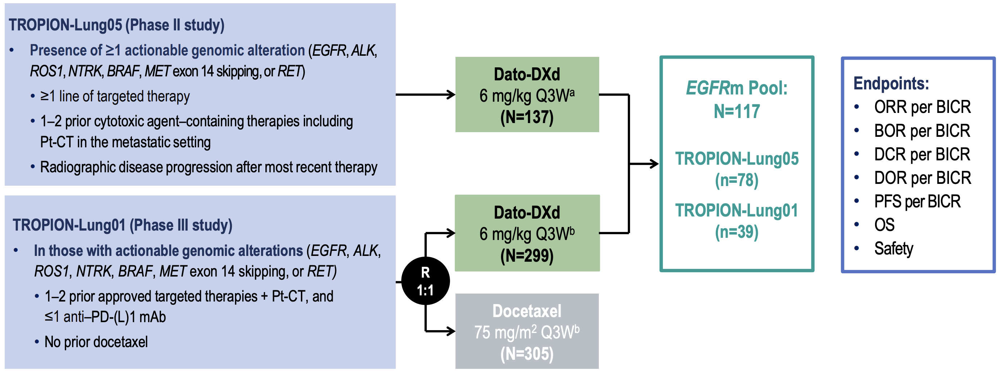 TROPION-Lung05 (Phase II study)
• Presence of ≥1 actionable genomic alteration (EGFR, ALK,
ROS1, NTRK, BRAF, MET exon 14 skipping, or RET)
• ≥1 line of targeted therapy
• 1–2 prior cytotoxic agent–containing therapies including
Pt-CT in the metastatic setting
• Radiographic disease progression after most recent therapy
TROPION-Lung01 (Phase III study)
• In those with actionable genomic alterations (EGFR, ALK,
ROS1, NTRK, BRAF, MET exon 14 skipping, or RET)
• 1–2 prior approved targeted therapies + Pt-CT, and
≤1 anti–PD-(L)1 mAb
• No prior docetaxel
R
1:1
Dato-DXd
6 mg/kg Q3Wᵃ
(N=137)
Dato-DXd
6 mg/kg Q3Wᵇ
(N=299)
Docetaxel
75 mg/m² Q3Wᵇ
(N=305)
EGFRm Pool:
N=117
TROPION-Lung05
(n=78)
TROPION-Lung01
(n=39)
Endpoints:
• ORR per BICR
• BOR per BICR
• DCR per BICR
• DOR per BICR
• PFS per BICR
• OS
• Safety